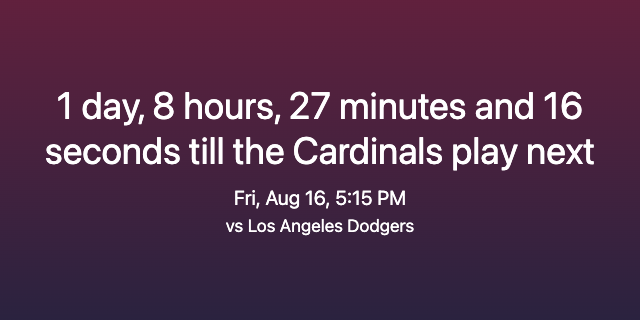 1 day, 8 hours, 27 minutes and 16
seconds till the Cardinals play next
Fri, Aug 16, 5:15 PM
vs Los Angeles Dodgers